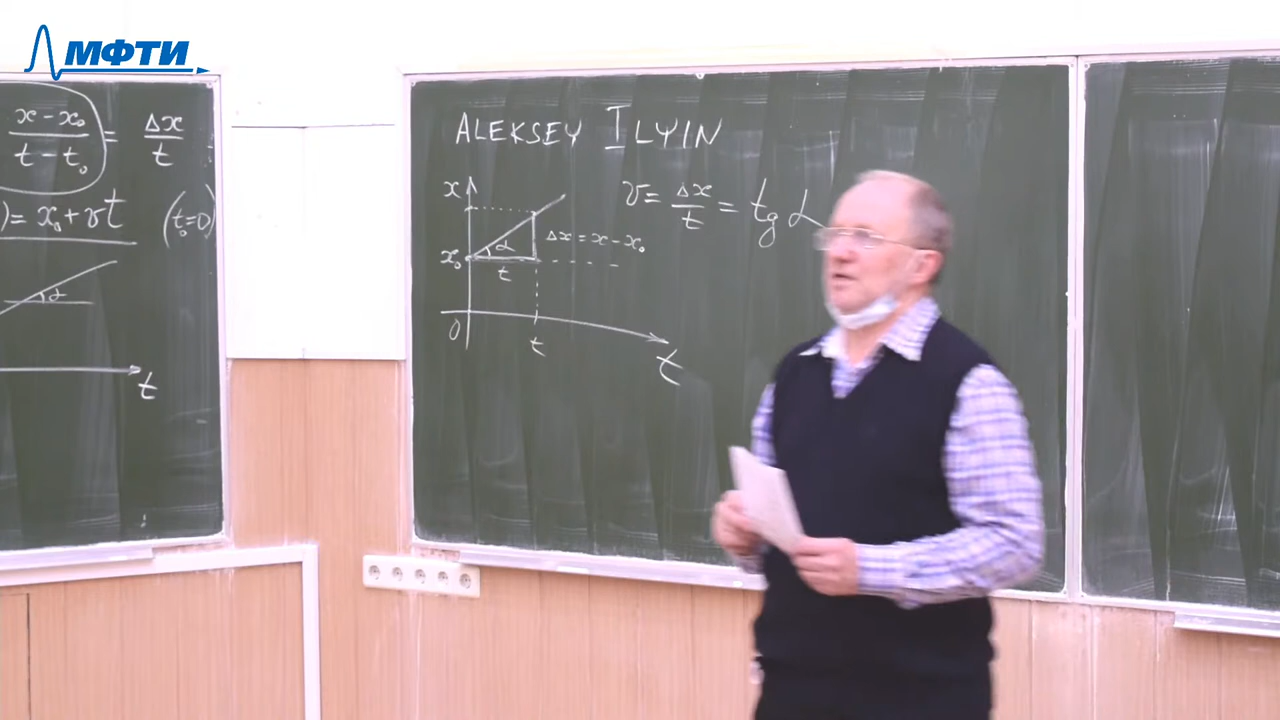 МФТИ
x - x₀ / t - t₀ = Δx / t
) = x₀ + vt (t₀=0)
α
t
ALEKSEY ILYIN
x
v = Δx / t = tg α
α
Δx = x - x₀
x₀
t
0
t
t